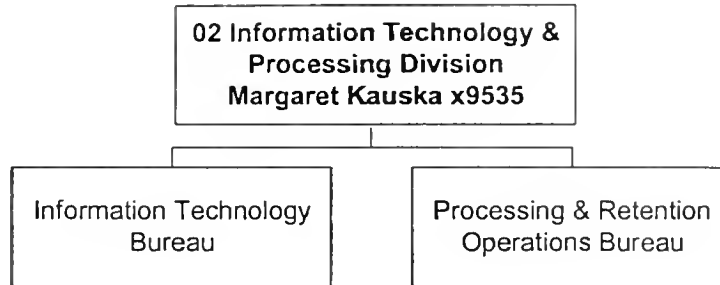 02 Information Technology &
Processing Division
Margaret Kauska x9535
Information Technology
Bureau
Processing & Retention
Operations Bureau